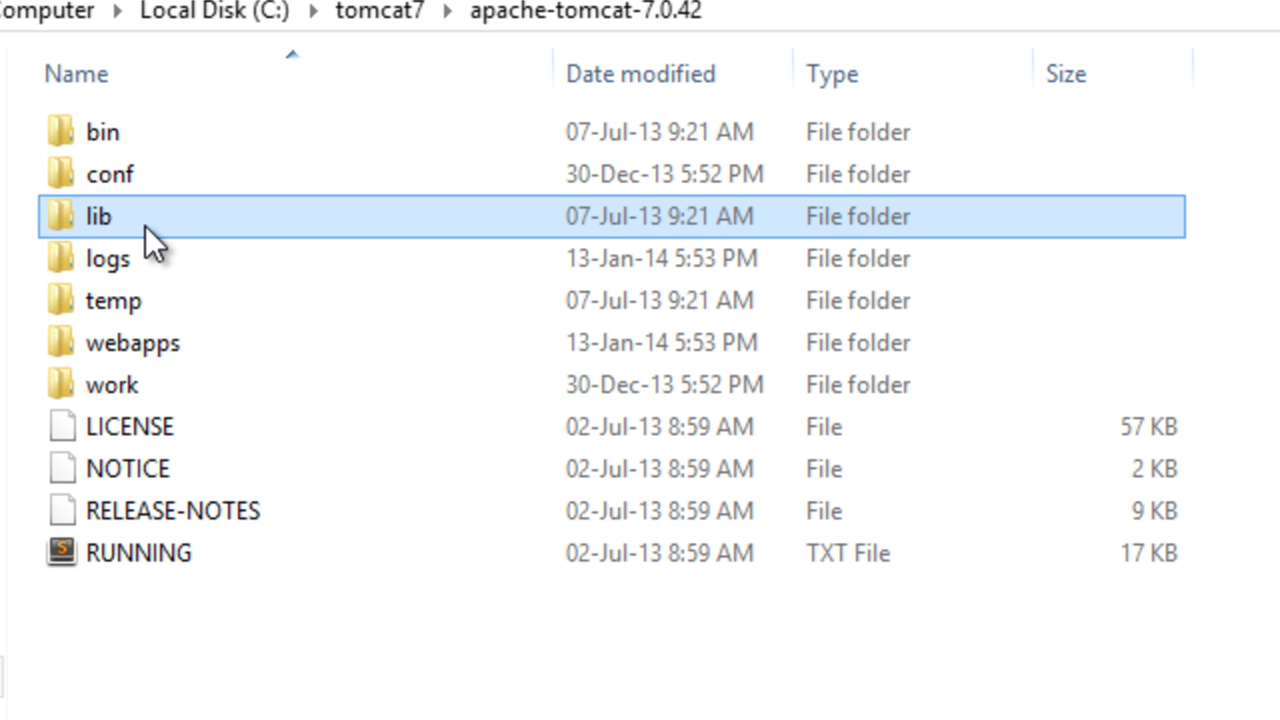 omputer ▸ Local Disk (C:) ▸ tomcat7 ▸ apache-tomcat-7.0.42
Name Date modified Type Size
bin 07-Jul-13 9:21 AM File folder
conf 30-Dec-13 5:52 PM File folder
lib 07-Jul-13 9:21 AM File folder
logs 13-Jan-14 5:53 PM File folder
temp 07-Jul-13 9:21 AM File folder
webapps 13-Jan-14 5:53 PM File folder
work 30-Dec-13 5:52 PM File folder
LICENSE 02-Jul-13 8:59 AM File 57 KB
NOTICE 02-Jul-13 8:59 AM File 2 KB
RELEASE-NOTES 02-Jul-13 8:59 AM File 9 KB
RUNNING 02-Jul-13 8:59 AM TXT File 17 KB